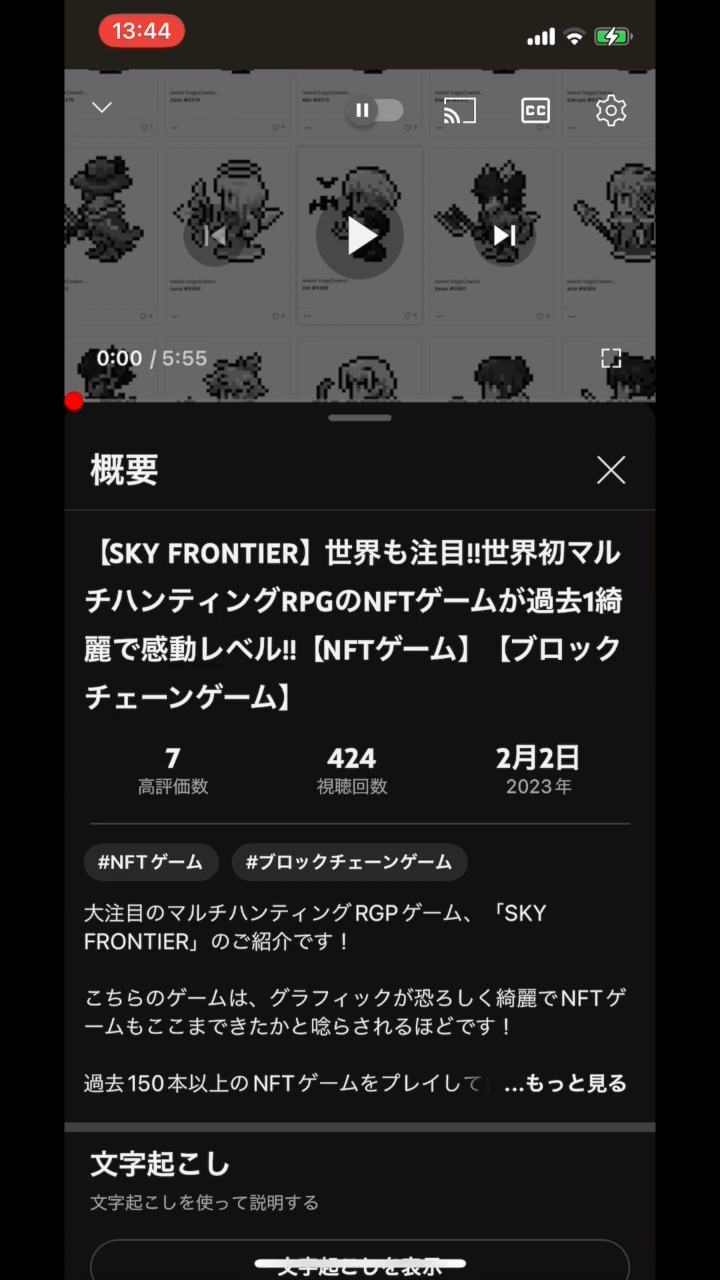 13:44
0:00 / 5:55
概要
【SKY FRONTIER】世界も注目!!世界初マル
チハンティングRPGのNFTゲームが過去1綺
麗で感動レベル!!【NFTゲーム】【ブロック
チェーンゲーム】
7 424 2月2日
高評価数 視聴回数 2023年
#NFTゲーム #ブロックチェーンゲーム
大注目のマルチハンティングRGPゲーム、「SKY
FRONTIER」のご紹介です！
こちらのゲームは、グラフィックが恐ろしく綺麗でNFTゲ
ームもここまできたかと唸らされるほどです！
過去150本以上のNFTゲームをプレイして ...もっと見る
文字起こし
文字起こしを使って説明する
文字起こしを表示